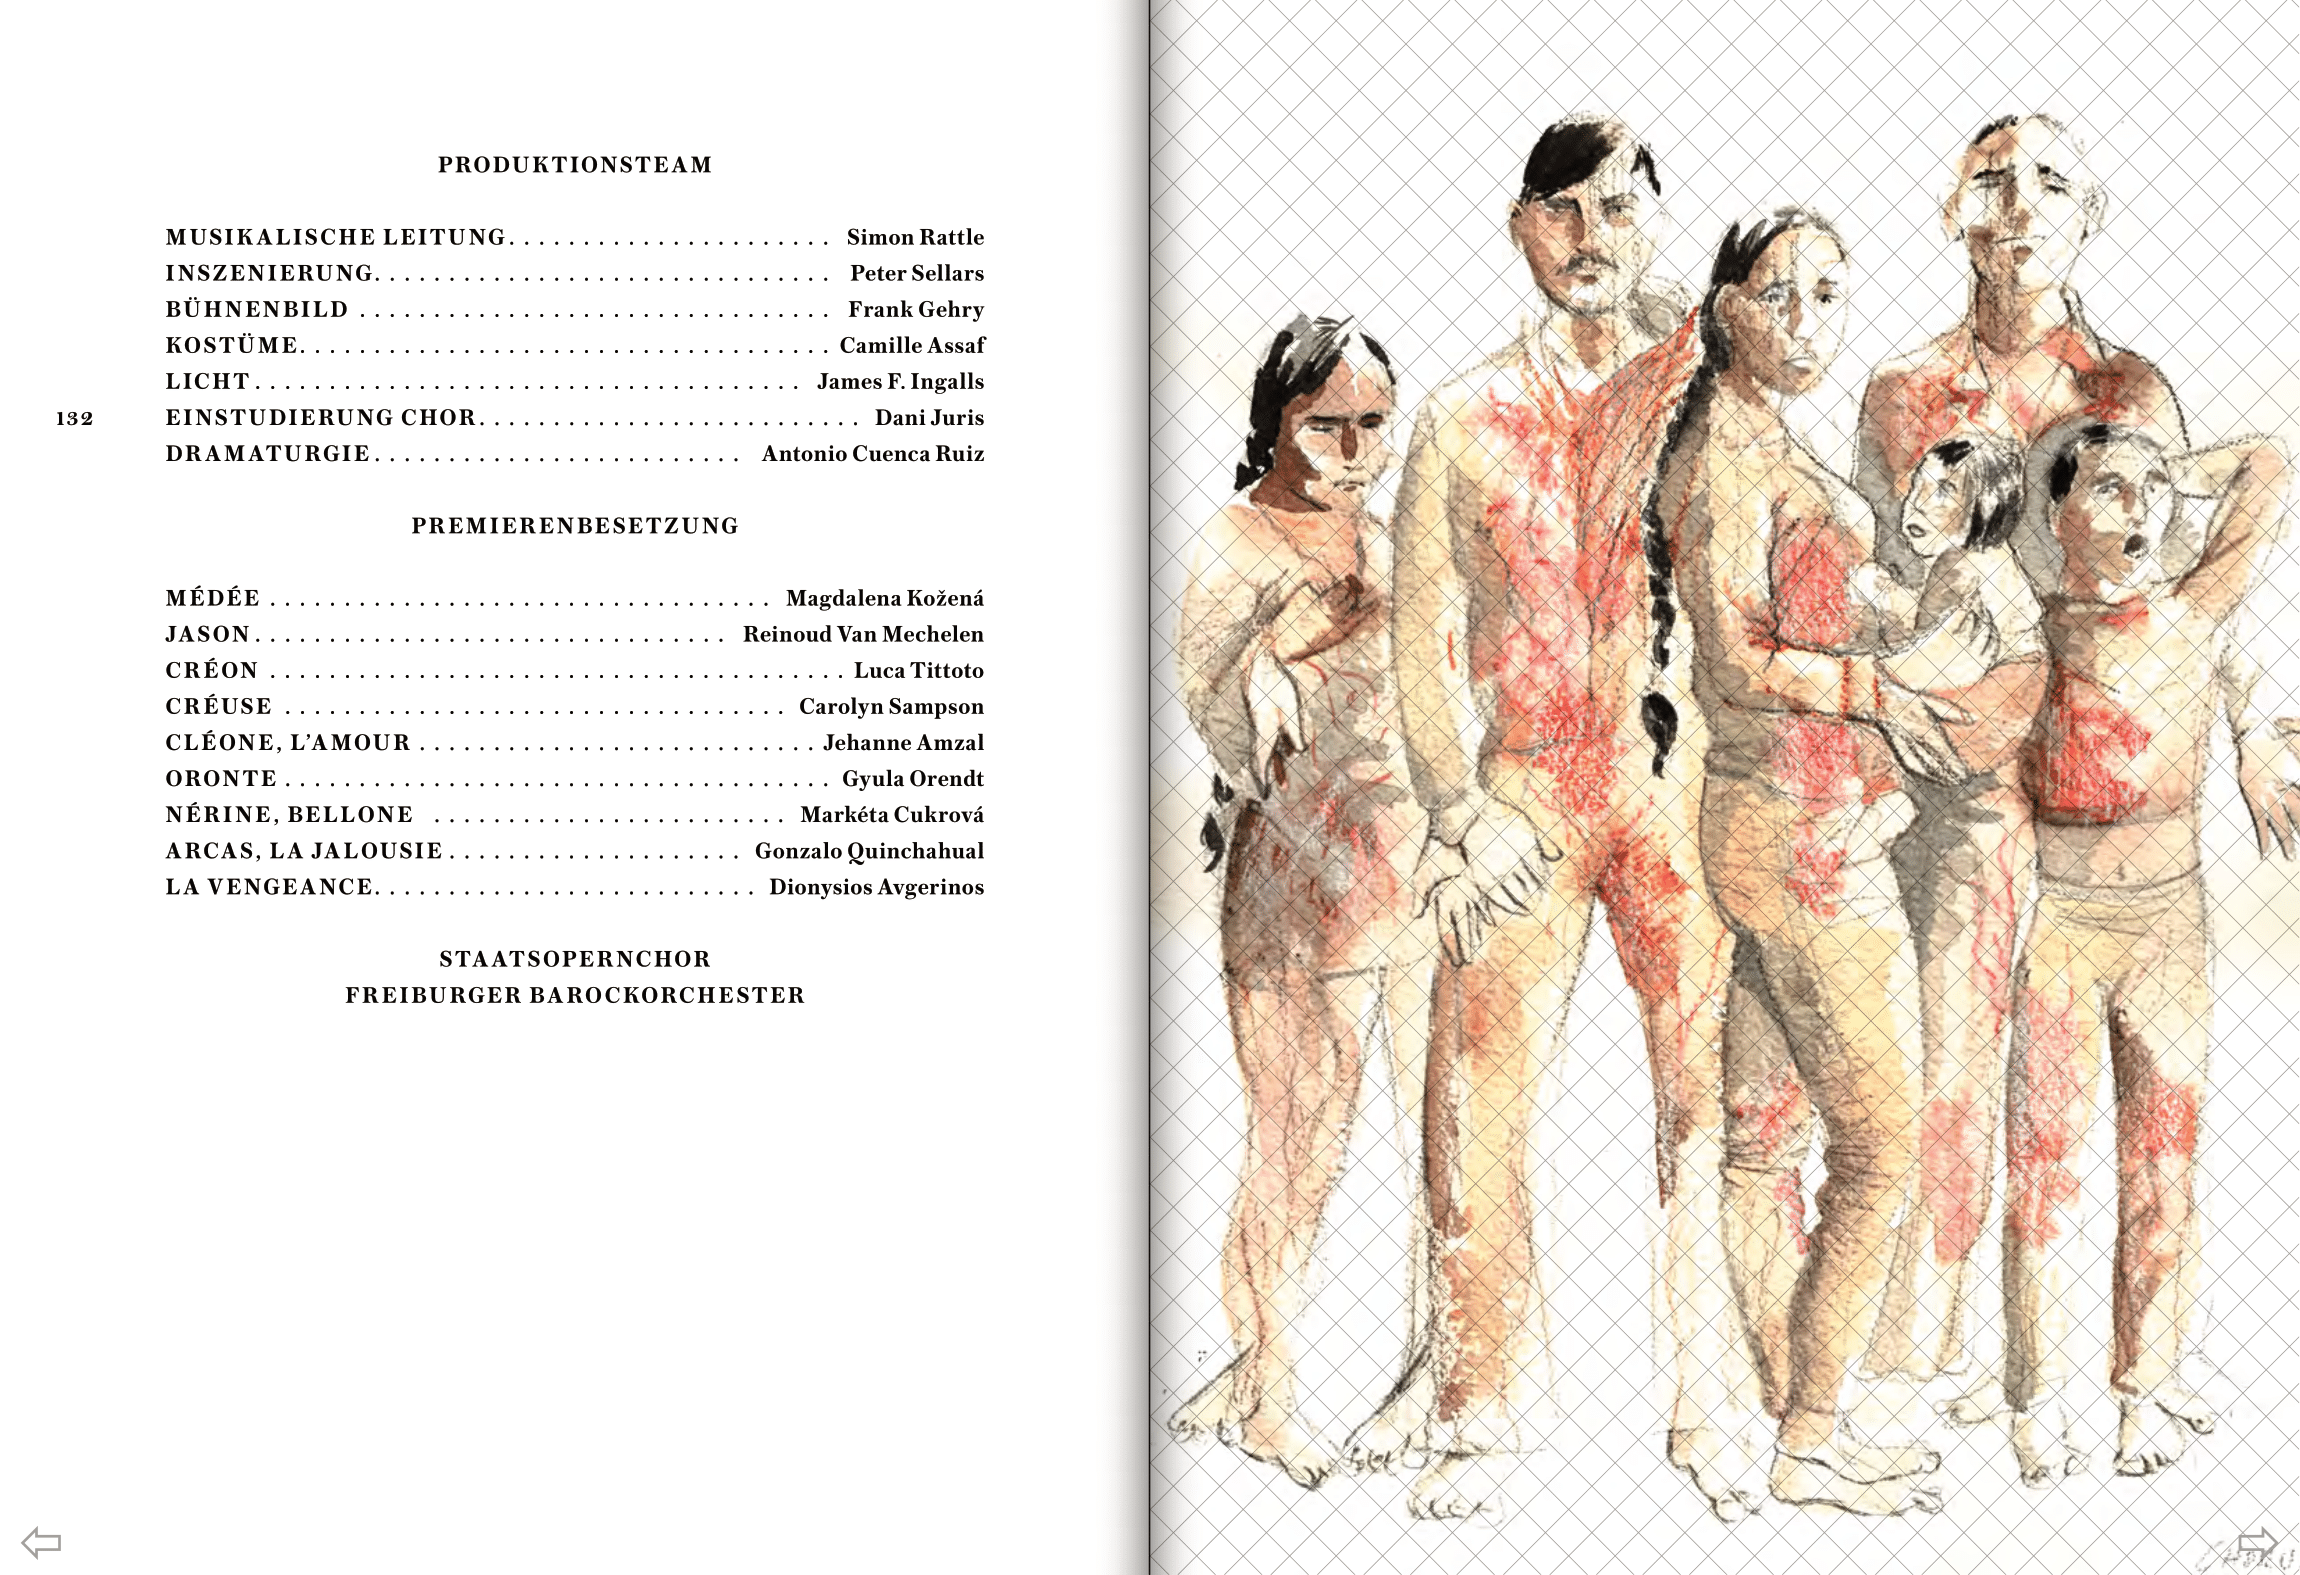 PRODUKTIONSTEAM
MUSIKALISCHE LEITUNG. . . . . . . . . . . . . . . . . . . . . . Simon Rattle
INSZENIERUNG. . . . . . . . . . . . . . . . . . . . . . . . . . . . . . . Peter Sellars
BÜHNENBILD . . . . . . . . . . . . . . . . . . . . . . . . . . . . . . . . Frank Gehry
KOSTÜME. . . . . . . . . . . . . . . . . . . . . . . . . . . . . . . . . . . . Camille Assaf
LICHT . . . . . . . . . . . . . . . . . . . . . . . . . . . . . . . . . . . . . James F. Ingalls
132 EINSTUDIERUNG CHOR. . . . . . . . . . . . . . . . . . . . . . . . . . Dani Juris
DRAMATURGIE. . . . . . . . . . . . . . . . . . . . . . . . . Antonio Cuenca Ruiz
PREMIERENBESETZUNG
MÉDÉE . . . . . . . . . . . . . . . . . . . . . . . . . . . . . . . . . . Magdalena Kožená
JASON . . . . . . . . . . . . . . . . . . . . . . . . . . . . . . . . Reinoud Van Mechelen
CRÉON . . . . . . . . . . . . . . . . . . . . . . . . . . . . . . . . . . . . . . . Luca Tittoto
CRÉUSE . . . . . . . . . . . . . . . . . . . . . . . . . . . . . . . . . . Carolyn Sampson
CLÉONE, L’AMOUR . . . . . . . . . . . . . . . . . . . . . . . . . . . Jehanne Amzal
ORONTE . . . . . . . . . . . . . . . . . . . . . . . . . . . . . . . . . . . . . Gyula Orendt
NÉRINE, BELLONE . . . . . . . . . . . . . . . . . . . . . . . . Markéta Cukrová
ARCAS, LA JALOUSIE . . . . . . . . . . . . . . . . . . . . Gonzalo Quinchahual
LA VENGEANCE. . . . . . . . . . . . . . . . . . . . . . . . . . Dionysios Avgerinos
STAATSOPERNCHOR
FREIBURGER BAROCKORCHESTER